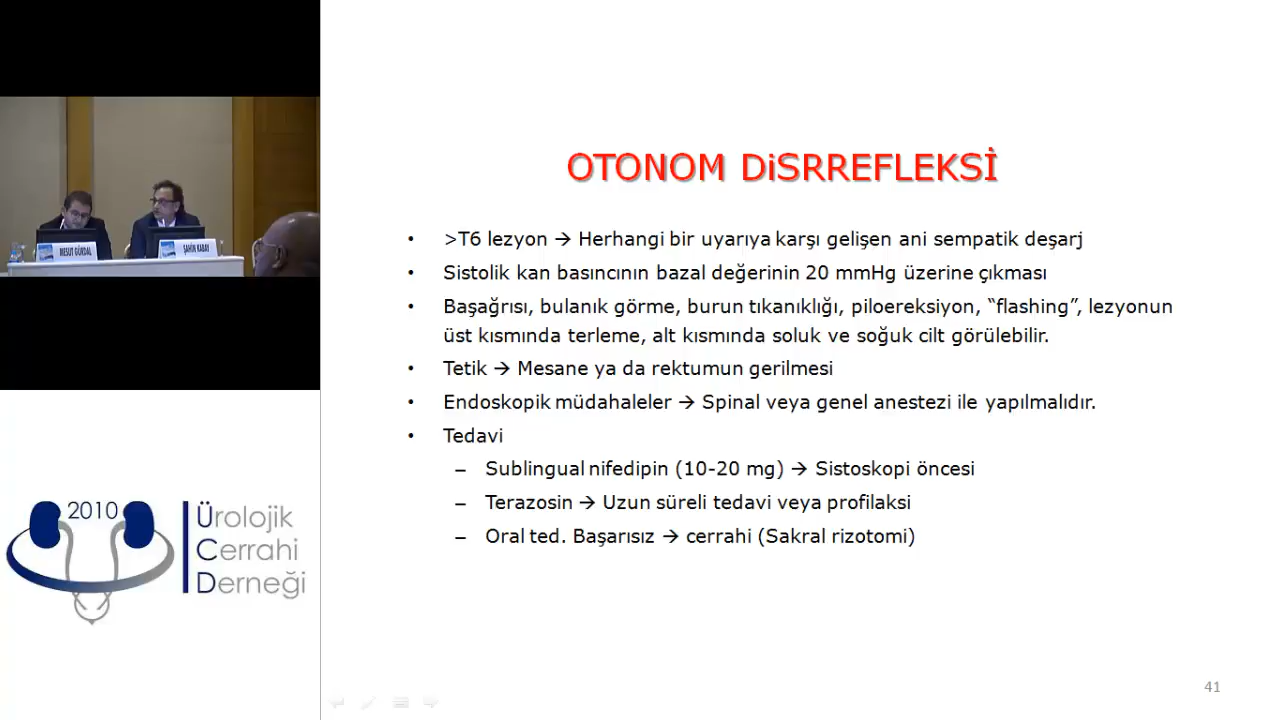 OTONOM DiSRREFLEKSİ
• >T6 lezyon → Herhangi bir uyarıya karşı gelişen ani sempatik deşarj
• Sistolik kan basıncının bazal değerinin 20 mmHg üzerine çıkması
• Başağrısı, bulanık görme, burun tıkanıklığı, piloereksiyon, “flashing”, lezyonun
üst kısmında terleme, alt kısmında soluk ve soğuk cilt görülebilir.
• Tetik → Mesane ya da rektumun gerilmesi
• Endoskopik müdahaleler → Spinal veya genel anestezi ile yapılmalıdır.
• Tedavi
– Sublingual nifedipin (10-20 mg) → Sistoskopi öncesi
– Terazosin → Uzun süreli tedavi veya profilaksi
– Oral ted. Başarısız → cerrahi (Sakral rizotomi)
41
MESUT GÜRDAL
ŞAHİN KABAY
2010
Ürolojik
Cerrahi
Derneği